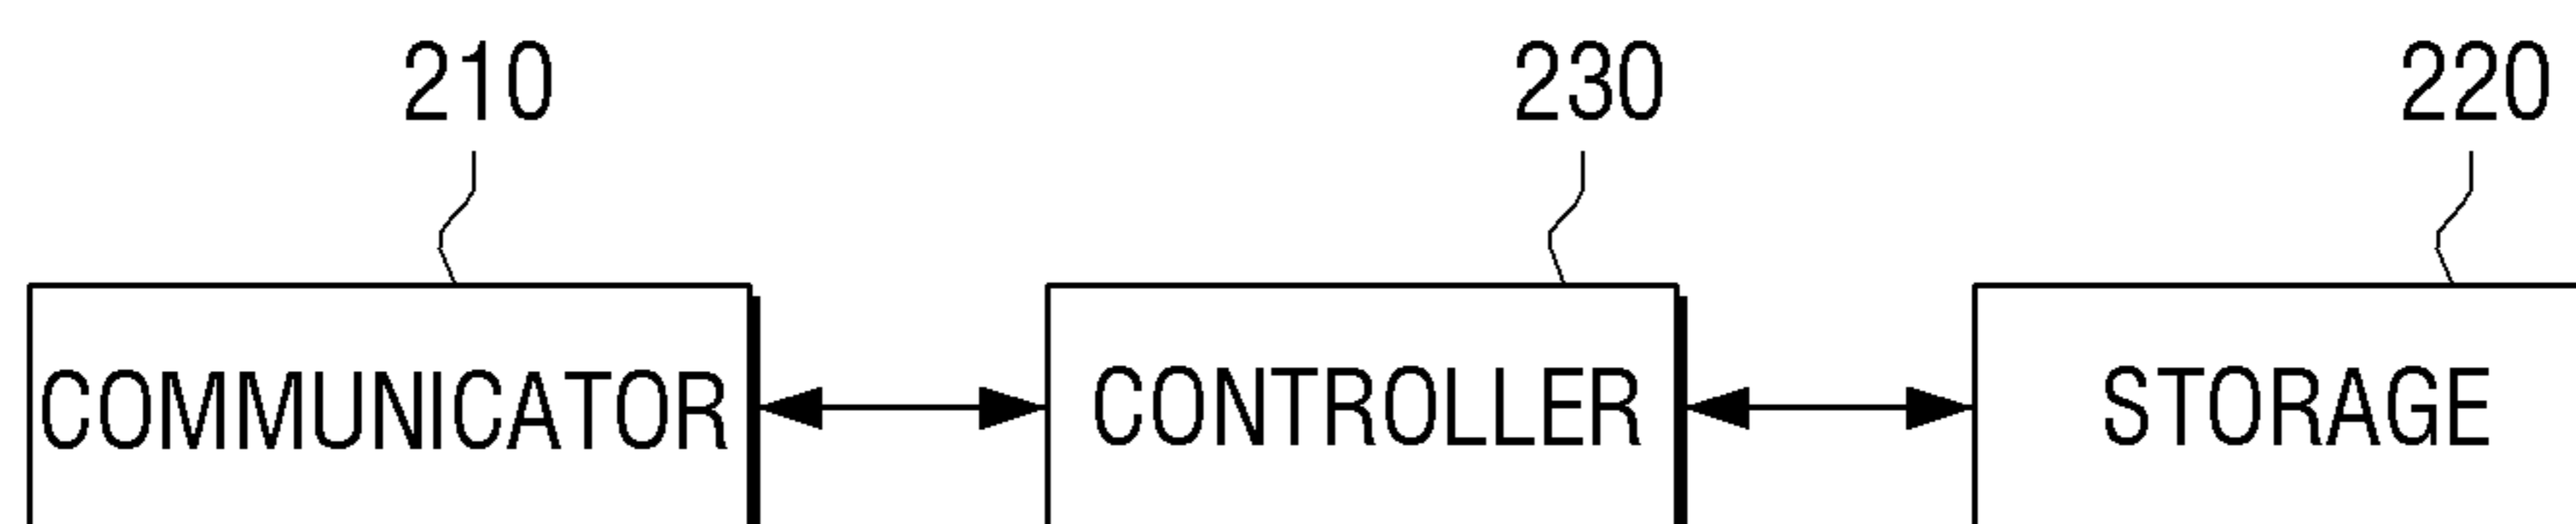 210 230 220
COMMUNICATOR CONTROLLER STORAGE